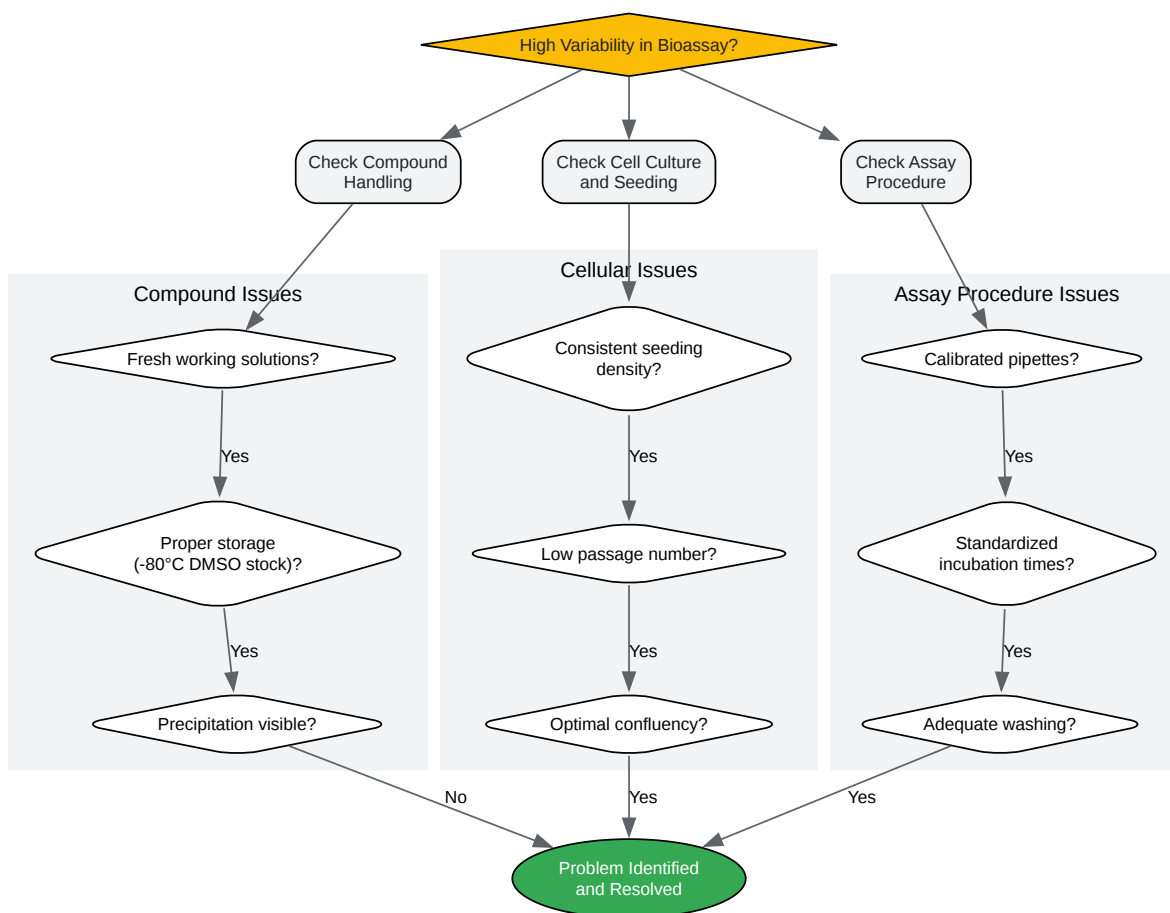 High Variability in Bioassay?
Check Compound
Handling
Check Cell Culture
and Seeding
Check Assay
Procedure
Compound Issues
Cellular Issues
Assay Procedure Issues
Fresh working solutions?
Consistent seeding
density?
Calibrated pipettes?
Yes
Yes
Yes
Proper storage
(-80°C DMSO stock)?
Low passage number?
Standardized
incubation times?
Yes
Yes
Yes
Precipitation visible?
Optimal confluency?
Adequate washing?
No
Yes
Yes
Problem Identified
and Resolved